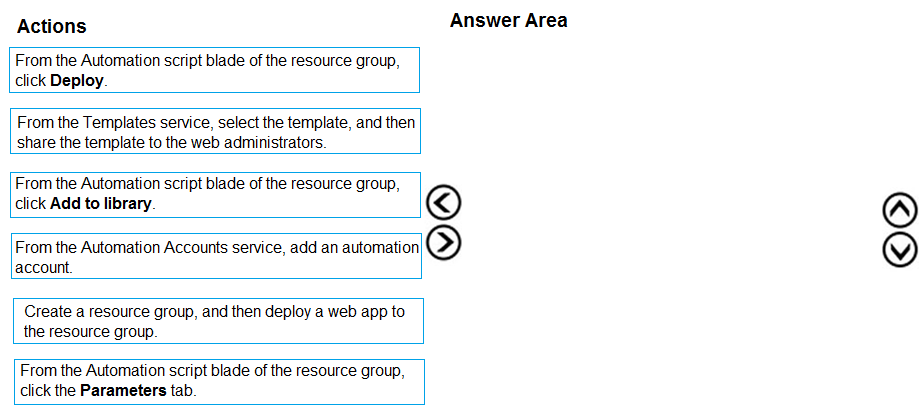 Actions
Answer Area
From the Automation script blade of the resource group,
click Deploy.
From the Templates service, select the template, and then
share the template to the web administrators.
From the Automation script blade of the resource group,
click Add to library.
From the Automation Accounts service, add an automation
account.
Create a resource group, and then deploy a web app to
the resource group.
From the Automation script blade of the resource group,
click the Parameters tab.